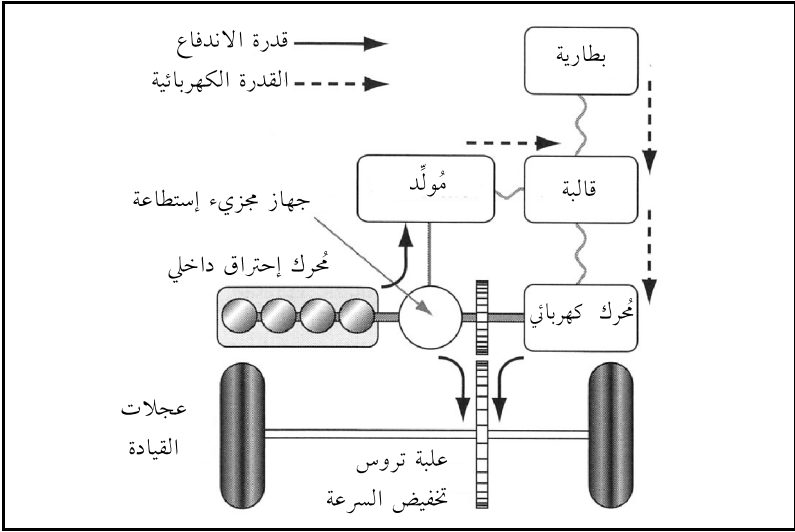 قدرة الاندفاع
القدرة الكهربائية
بطارية
مُولِّد
قالبة
جهاز مجزيء إستطاعة
مُحرك إحتراق داخلي
مُحرك كهربائي
عجلات
القيادة
علبة تروس
تخفيض السرعة